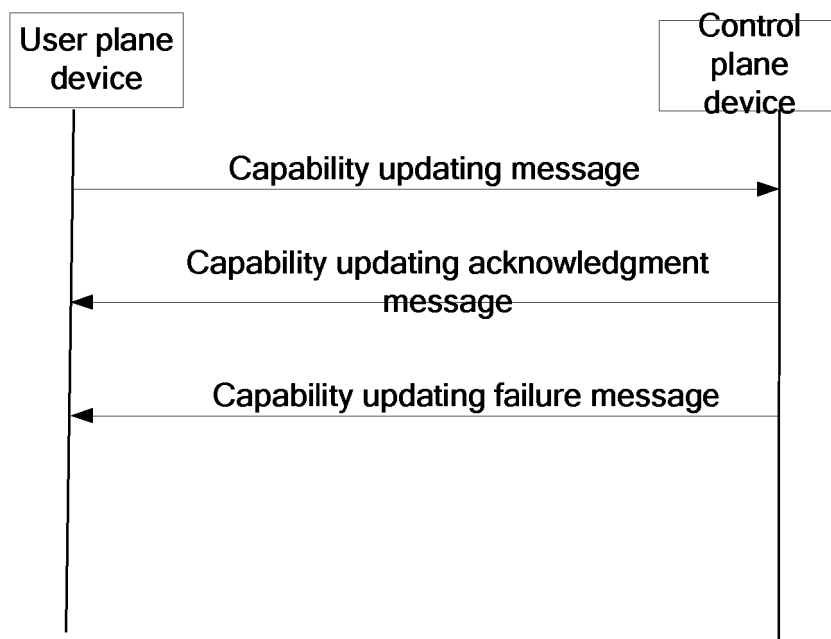 User plane
device
Control
plane
device
Capability updating message
Capability updating acknowledgment
message
Capability updating failure message